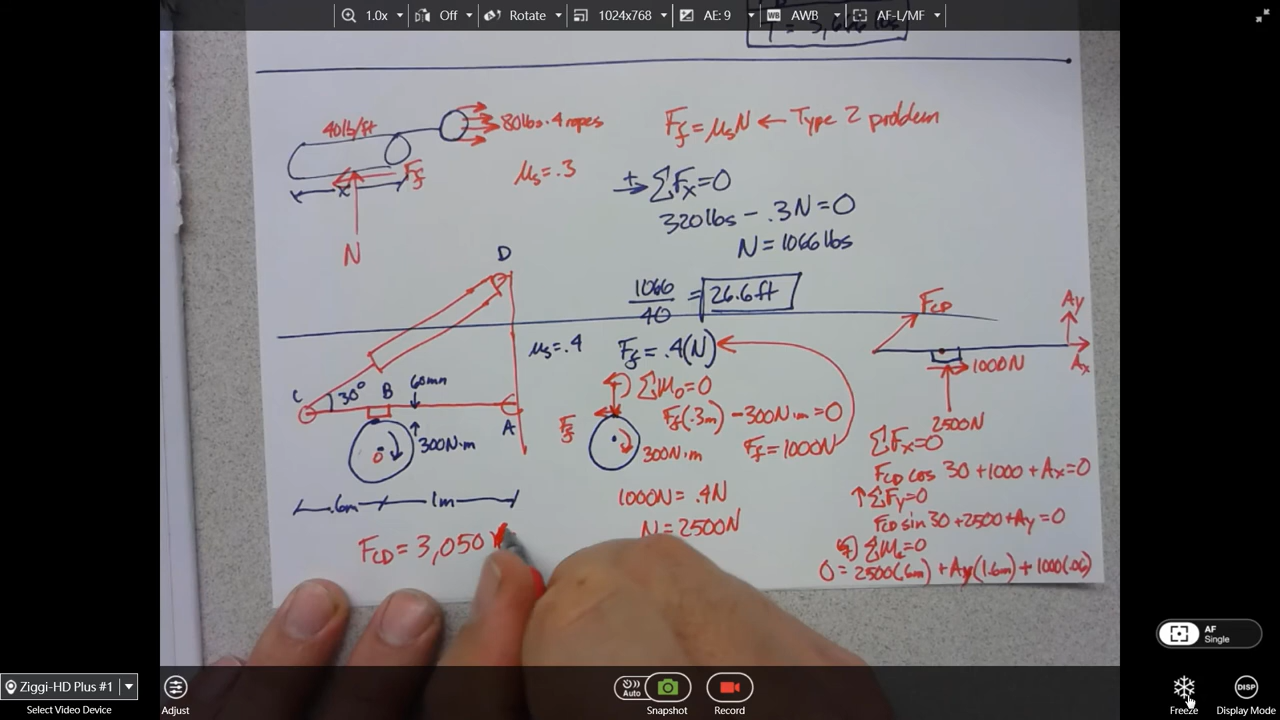 1.0x Off Rotate 1024x768 AE: 9 AWB AF-L/MF
40lb/ft
80lbs·4 ropes
Ff
x
N
μs=.3
Ff = μsN ← Type 2 problem
+→ ΣFx=0
320lbs - .3N=0
N=1066lbs
1066/40 = 26.6ft
D
C
30°
B
60mm
A
O
300N·m
.6m
1m
FCD = 3,050
μs=.4
Ff = .4(N)
ΣMo=0
Ff(.3m) -300N·m=0
Ff=1000N
Ff
300N·m
1000N= .4N
N=2500N
FCD
Ay
Ax
1000N
2500N
ΣFx=0
FCD cos 30 +1000 + Ax=0
↑ΣFy=0
FCD sin 30 +2500+Ay=0
ΣMc=0
0=2500(.6m) + Ay(1.6m) + 1000(.06)
AF
Single
Ziggi-HD Plus #1
Select Video Device
Adjust
Auto
Snapshot
Record
Freeze
DISP
Display Mode